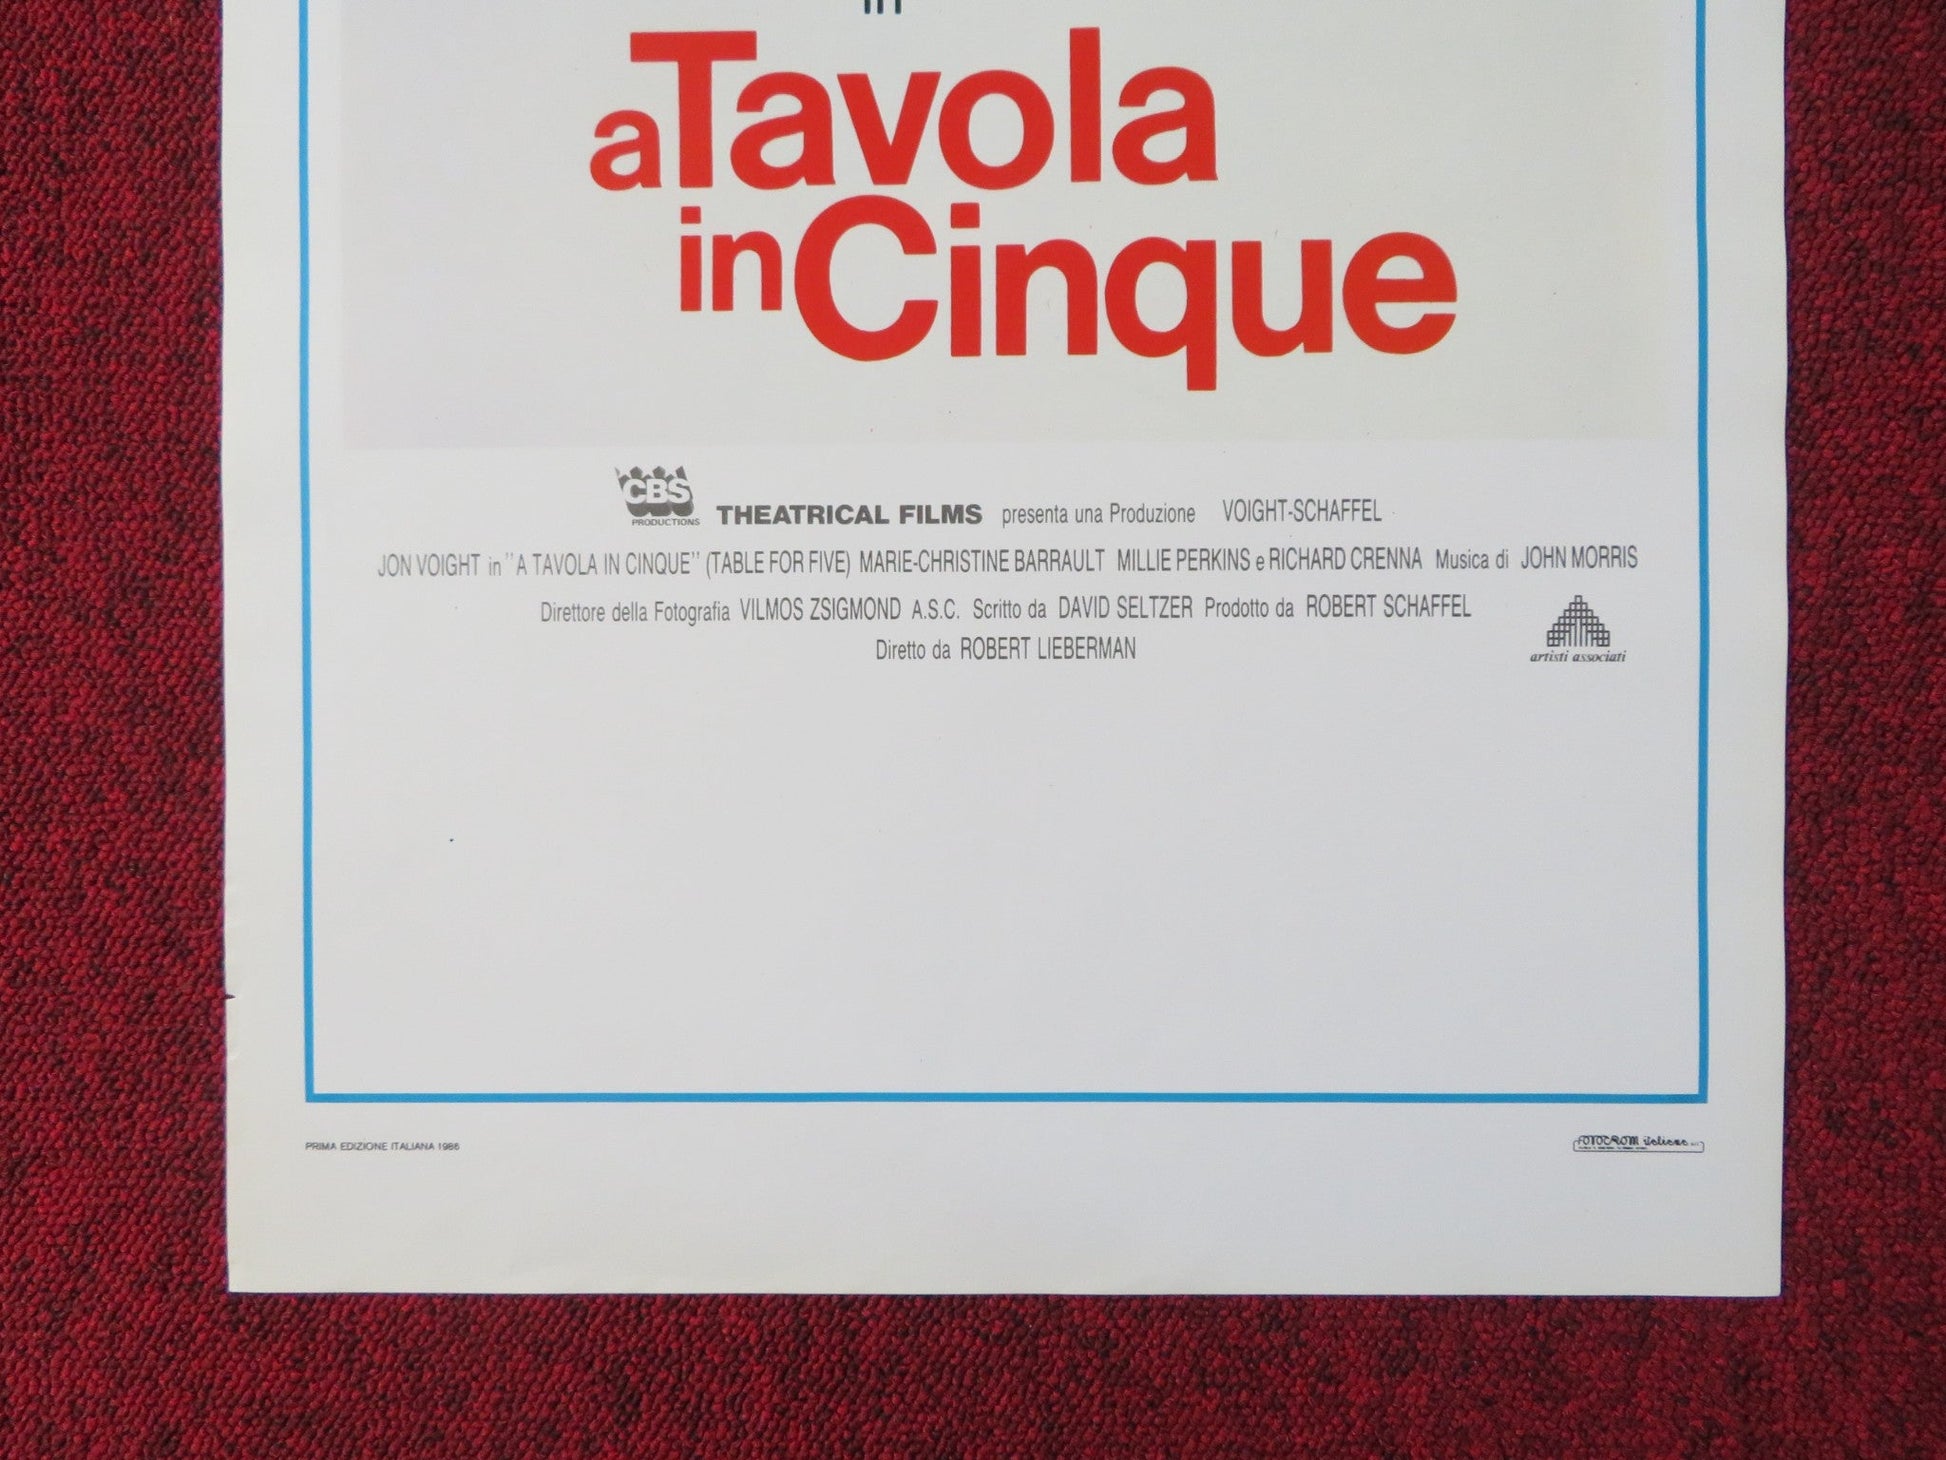 in
a Tavola
in Cinque
CBS
PRODUCTIONS
THEATRICAL FILMS presenta una Produzione VOIGHT-SCHAFFEL
JON VOIGHT in "A TAVOLA IN CINQUE" (TABLE FOR FIVE) MARIE-CHRISTINE BARRAULT MILLIE PERKINS e RICHARD CRENNA Musica di JOHN MORRIS
Direttore della Fotografia VILMOS ZSIGMOND A.S.C. Scritto da DAVID SELTZER Prodotto da ROBERT SCHAFFEL
Diretto da ROBERT LIEBERMAN
artisti associati
PRIMA EDIZIONE ITALIANA 1986
FOTOCROM italiana